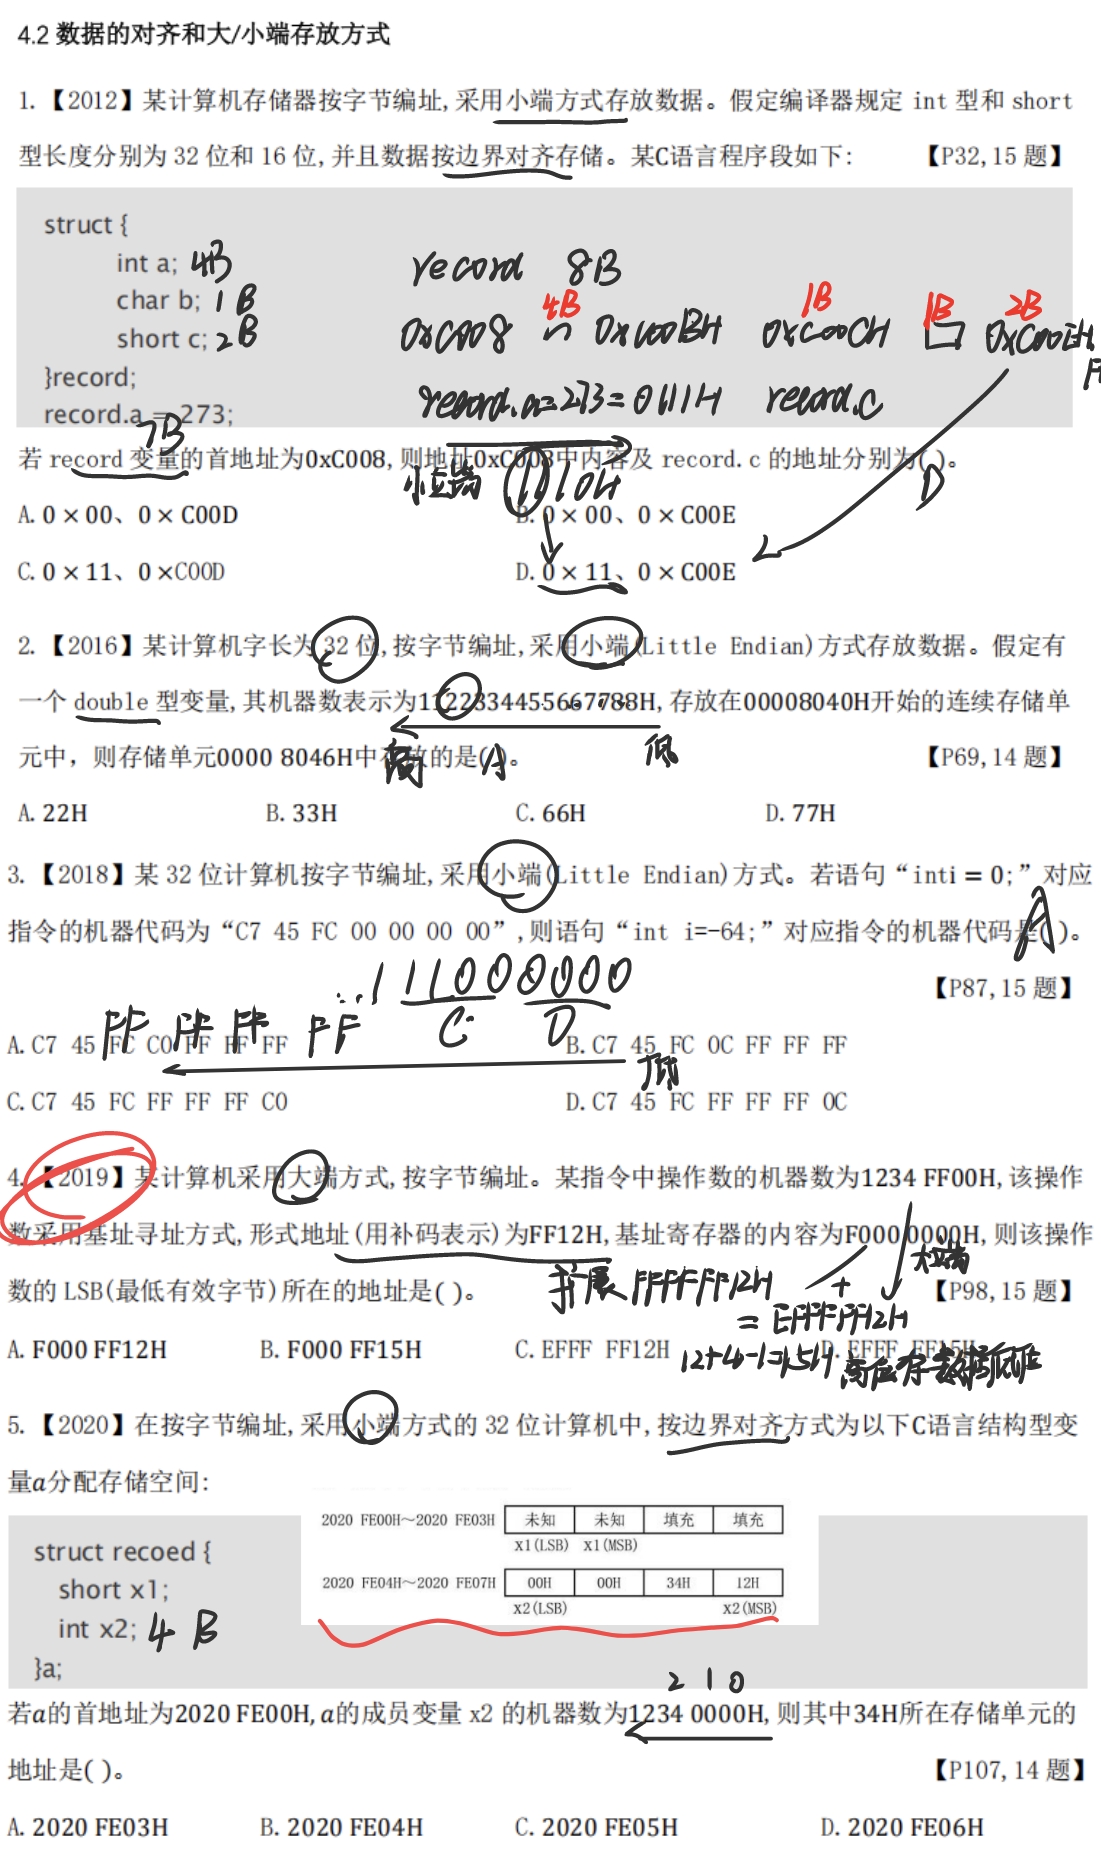 4.2 数据的对齐和大/小端存放方式
1. 【2012】某计算机存储器按字节编址,采用小端方式存放数据。假定编译器规定 int 型和 short
型长度分别为 32 位和 16 位,并且数据按边界对齐存储。某C语言程序段如下: 【P32,15 题】
struct {
int a; 4B record 8B
char b; 1B 4B 1B 1B 2B
short c; 2B 0xC008 ~ 0xC00BH 0xC00CH 0xC00EH
}record;
record.a = 273; record.a=273=0111H record.c
7B
若 record 变量的首地址为0xC008,则地址0xC008中内容及 record.c 的地址分别为( )。 D
小端 1110H
A. 0 × 00、0 × C00D B. 0 × 00、0 × C00E
C. 0 × 11、0 ×C00D D. 0 × 11、0 × C00E
2. 【2016】某计算机字长为 32 位,按字节编址,采用小端(Little Endian)方式存放数据。假定有
一个 double 型变量,其机器数表示为1122334455667788H,存放在00008040H开始的连续存储单
元中，则存储单元0000 8046H中存放的是( )。 【P69,14 题】
高 A 低
A. 22H B. 33H C. 66H D. 77H
3. 【2018】某 32 位计算机按字节编址,采用小端(Little Endian)方式。若语句“inti = 0;”对应
指令的机器代码为“C7 45 FC 00 00 00 00”,则语句“int i=-64;”对应指令的机器代码是( )。 A
【P87,15 题】
...1 1100 0000
FF FF FF FF C 0
A. C7 45 FC C0 FF FF FF B. C7 45 FC 0C FF FF FF
低
C. C7 45 FC FF FF FF C0 D. C7 45 FC FF FF FF 0C
4. 【2019】某计算机采用大端方式,按字节编址。某指令中操作数的机器数为1234 FF00H,该操作
数采用基址寻址方式,形式地址(用补码表示)为FF12H,基址寄存器的内容为F000 0000H,则该操作
大端
数的 LSB(最低有效字节)所在的地址是( )。 【P98,15 题】
扩展 FFFFFF12H +
= EFFFFF12H
A. F000 FF12H B. F000 FF15H C. EFFF FF12H D. EFFF FF15H
12+4-1=15H
5. 【2020】在按字节编址,采用小端方式的 32 位计算机中,按边界对齐方式为以下C语言结构型变
量a分配存储空间:
2020 FE00H～2020 FE03H 未知 未知 填充 填充
x1(LSB) x1(MSB)
2020 FE04H～2020 FE07H 00H 00H 34H 12H
x2(LSB) x2(MSB)
struct recoed {
short x1;
int x2; 4B
}a;
2 1 0
若a的首地址为2020 FE00H, a的成员变量 x2 的机器数为1234 0000H,则其中34H所在存储单元的
地址是( )。 【P107,14 题】
A. 2020 FE03H B. 2020 FE04H C. 2020 FE05H D. 2020 FE06H